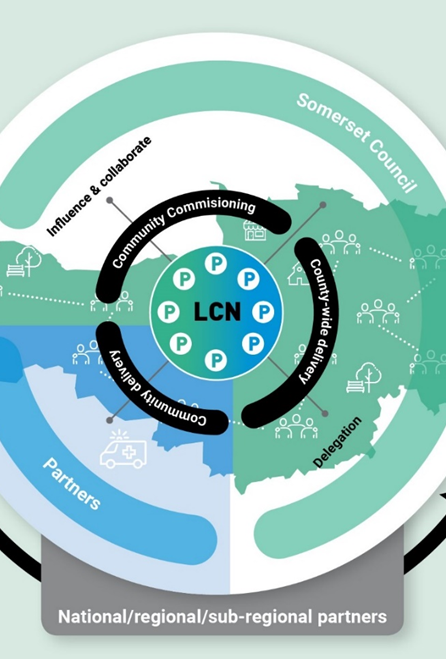 Somerset Council
Influence & collaborate
Community Commisioning
County-wide delivery
P
P
P
P
LCN
P
P
P
P
Community delivery
Delegation
Partners
National/regional/sub-regional partners